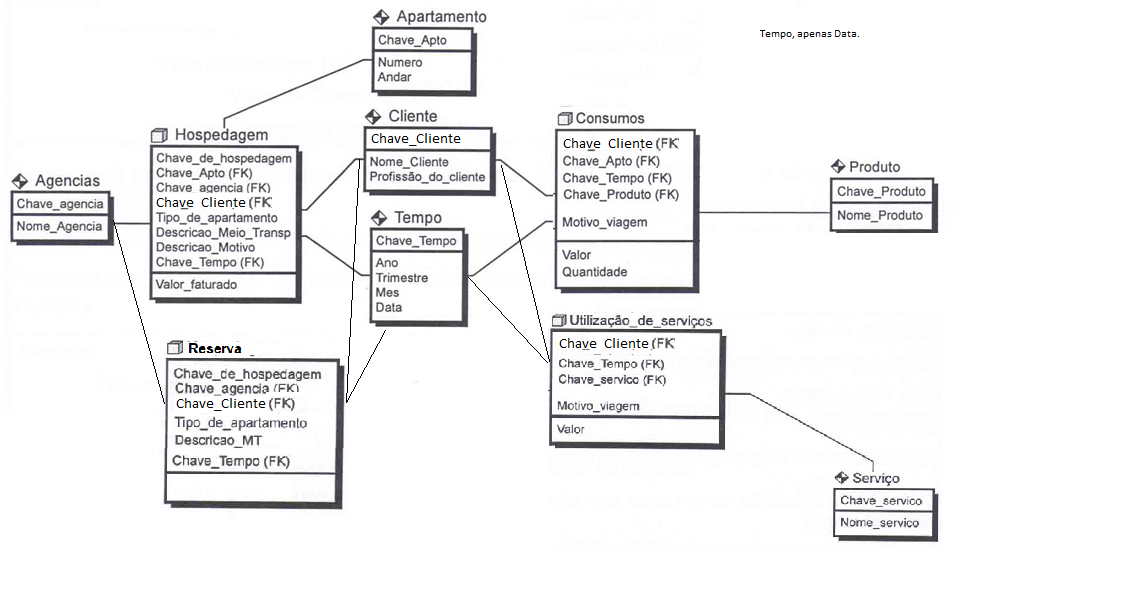 Apartamento
Chave_Apto
Numero
Andar
Tempo, apenas Data.
Cliente
Chave_Cliente
Nome_Cliente
Profissão_do_cliente
Hospedagem
Chave_de_hospedagem
Chave_Apto (FK)
Chave_agencia (FK)
Chave_Cliente (FK
Tipo_de_apartamento
Descricao_Meio_Transp
Descricao_Motivo
Chave_Tempo (FK)
Valor_faturado
Agencias
Chave_agencia
Nome_Agencia
Tempo
Chave_Tempo
Ano
Trimestre
Mes
Data
Consumos
Chave_Cliente (FK
Chave_Apto (FK)
Chave_Tempo (FK)
Chave_Produto (FK)
Motivo_viagem
Valor
Quantidade
Produto
Chave_Produto
Nome_Produto
Reserva
Chave_de_hospedagem
Chave_agencia (FK)
Chave_Cliente (FK)
Tipo_de_apartamento
Descricao_MT
Chave_Tempo (FK)
Utilização_de_serviços
Chave_Cliente (FK
Chave_Tempo (FK)
Chave_servico (FK)
Motivo_viagem
Valor
Serviço
Chave_servico
Nome_servico